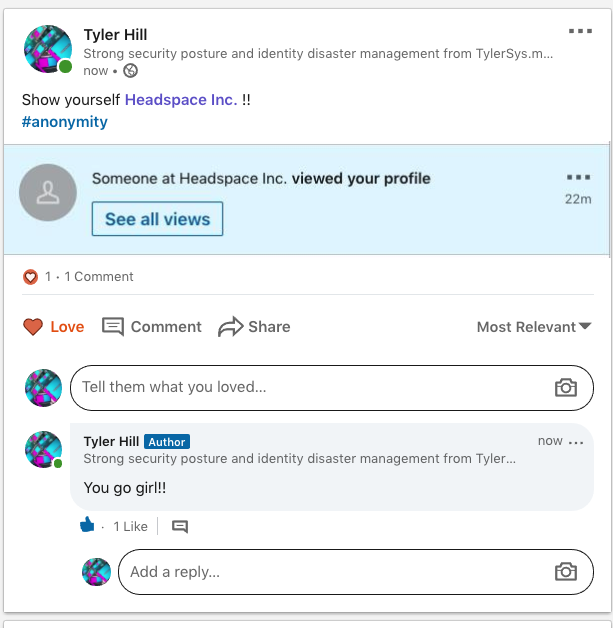 Tyler Hill
Strong security posture and identity disaster management from TylerSys.m...
now •
Show yourself Headspace Inc. !!
#anonymity
Someone at Headspace Inc. viewed your profile
See all views
22m
1 · 1 Comment
Love Comment Share Most Relevant
Tell them what you loved...
Tyler Hill Author now
Strong security posture and identity disaster management from Tyler...
You go girl!!
· 1 Like
Add a reply...